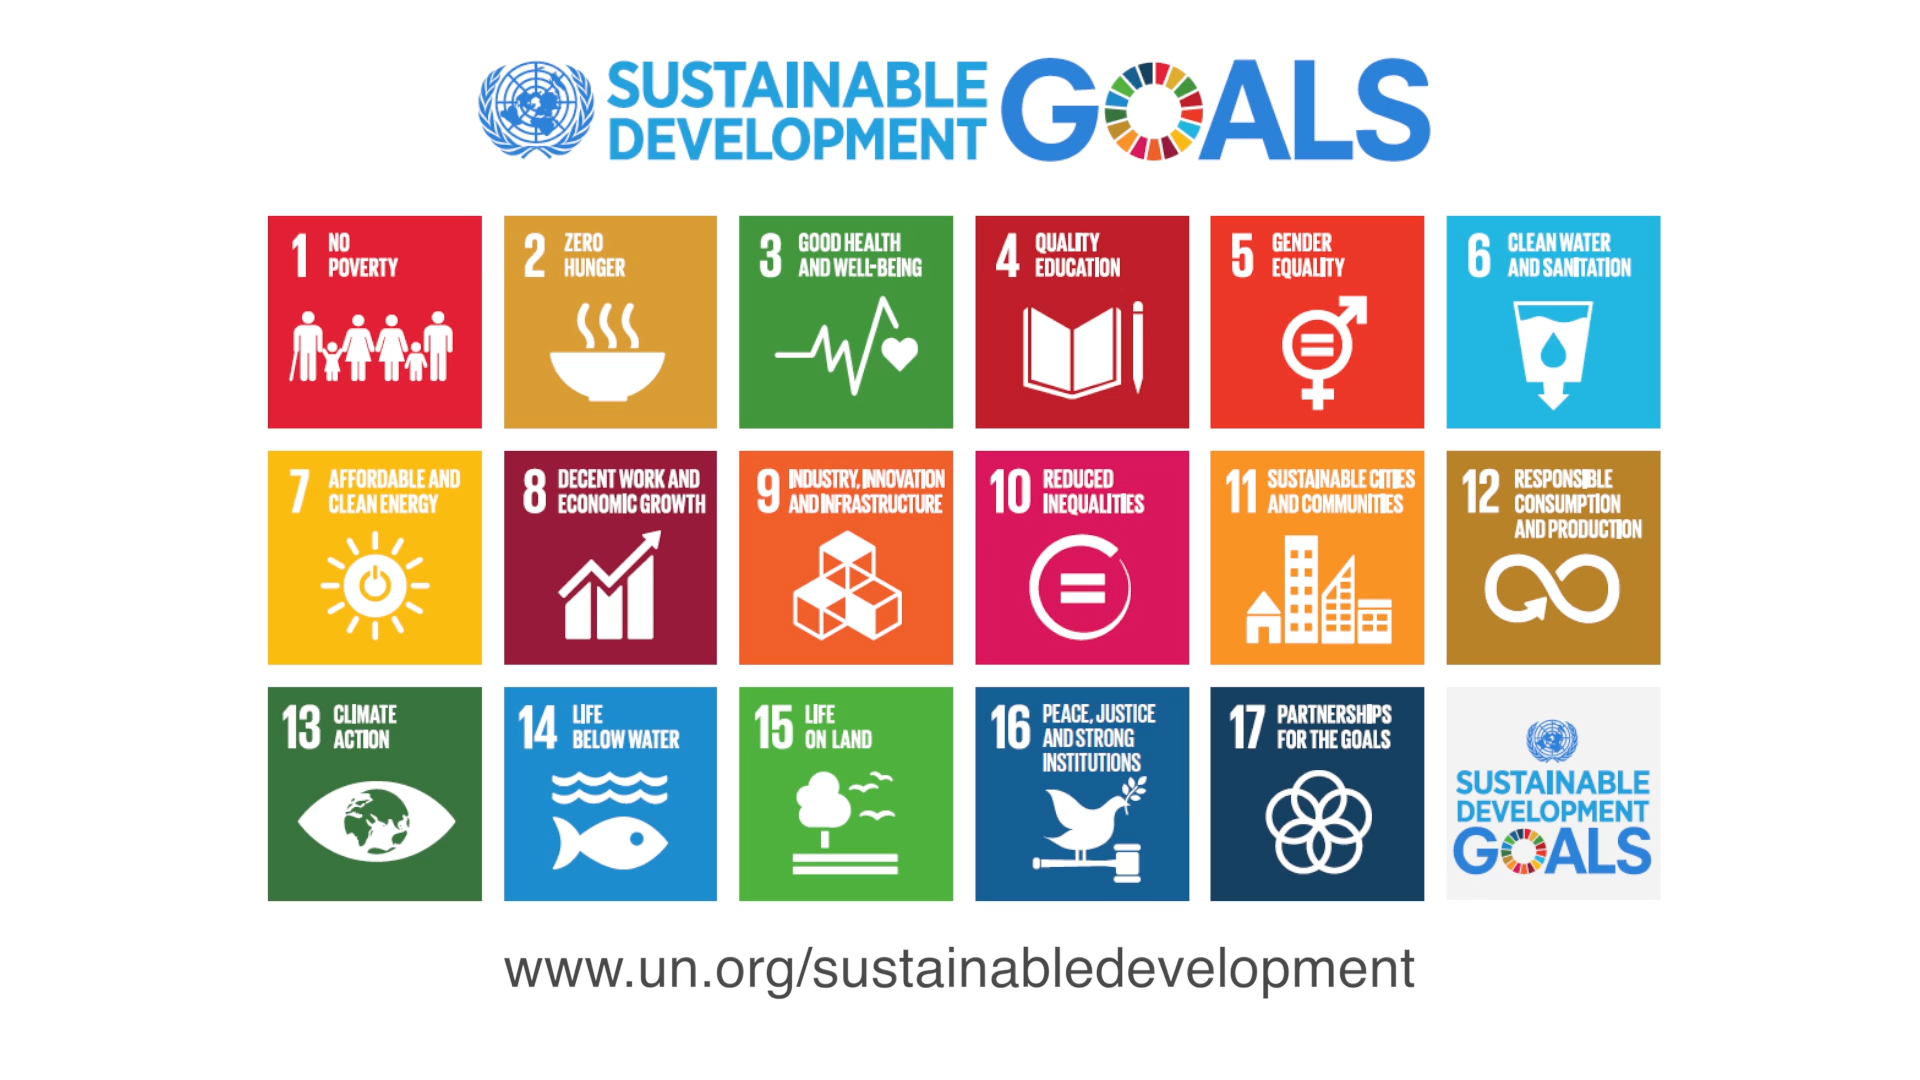 SUSTAINABLE
DEVELOPMENT
GOALS
1 NO
POVERTY
2 ZERO
HUNGER
3 GOOD HEALTH
AND WELL-BEING
4 QUALITY
EDUCATION
5 GENDER
EQUALITY
6 CLEAN WATER
AND SANITATION
7 AFFORDABLE AND
CLEAN ENERGY
8 DECENT WORK AND
ECONOMIC GROWTH
9 INDUSTRY, INNOVATION
AND INFRASTRUCTURE
10 REDUCED
INEQUALITIES
11 SUSTAINABLE CITIES
AND COMMUNITIES
12 RESPONSIBLE
CONSUMPTION
AND PRODUCTION
13 CLIMATE
ACTION
14 LIFE
BELOW WATER
15 LIFE
ON LAND
16 PEACE, JUSTICE
AND STRONG
INSTITUTIONS
17 PARTNERSHIPS
FOR THE GOALS
SUSTAINABLE
DEVELOPMENT
GOALS
www.un.org/sustainabledevelopment